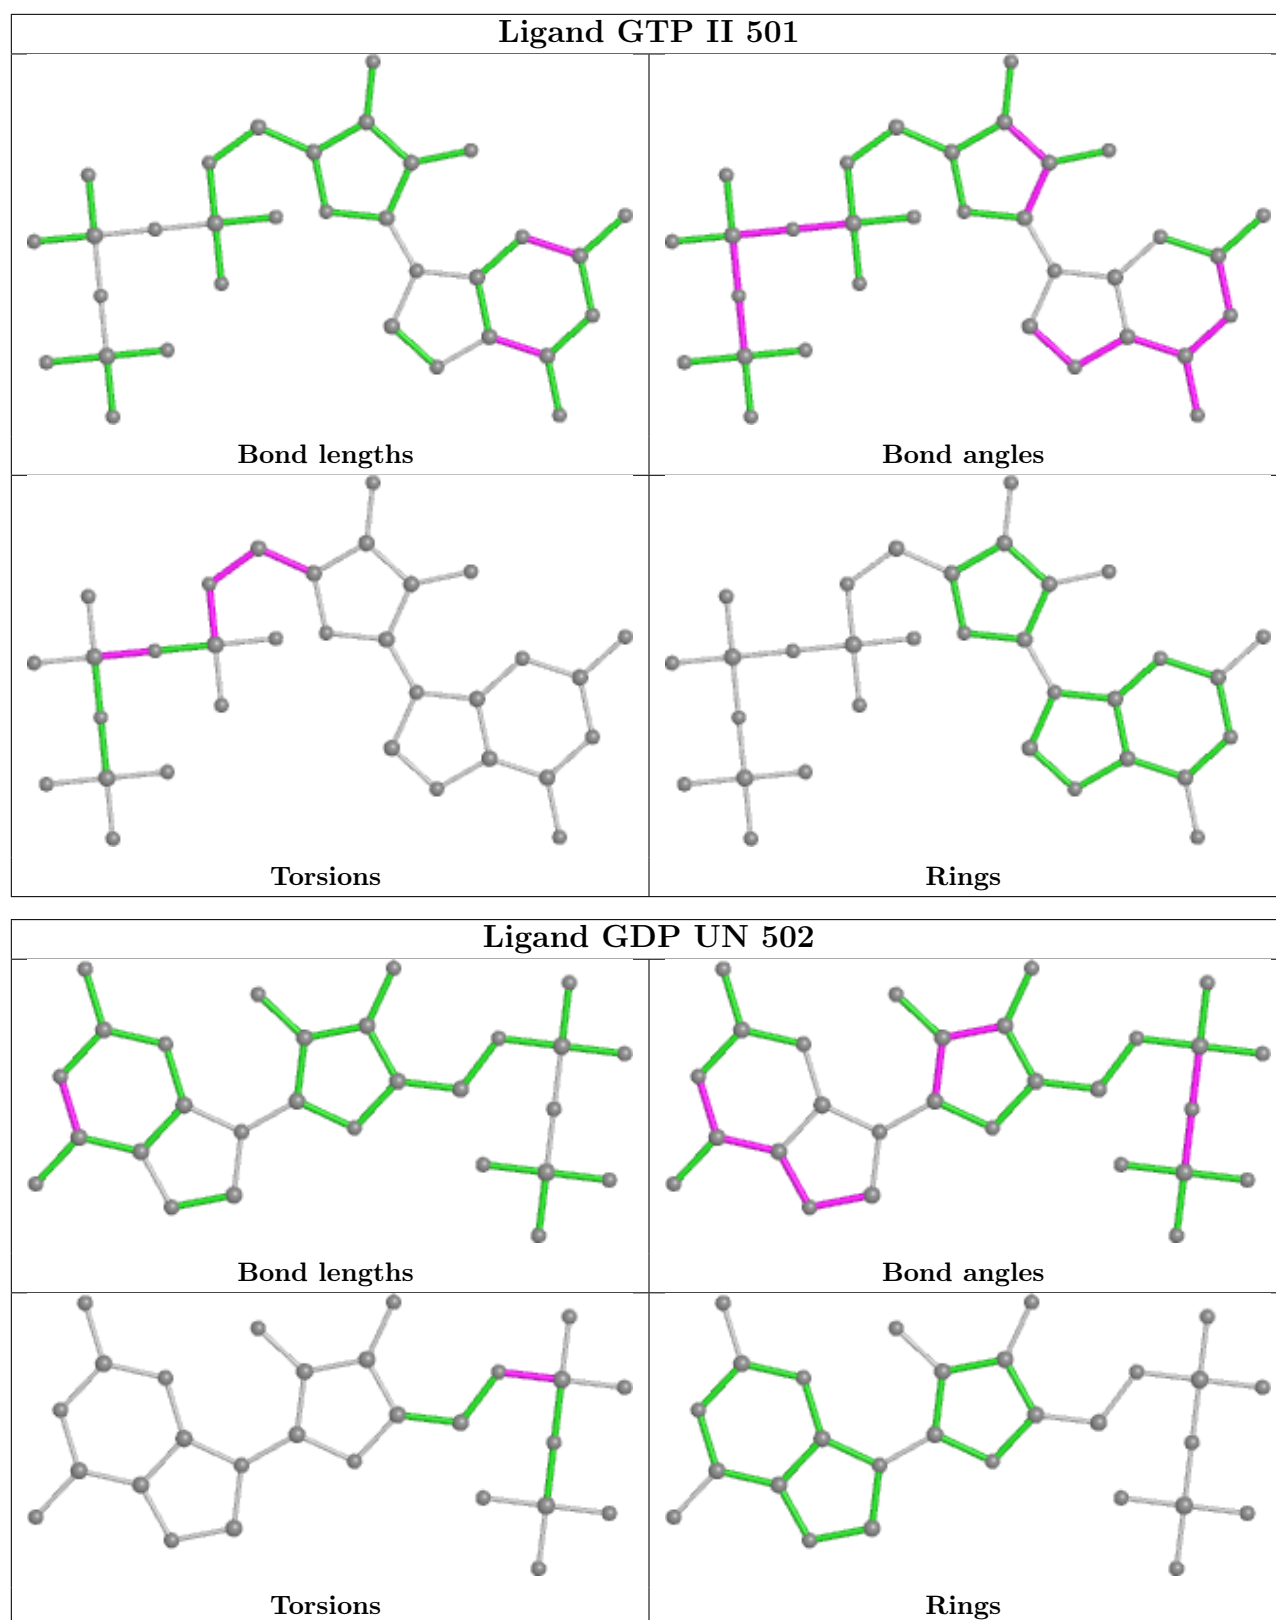 Ligand GTP II 501
Bond lengths
Bond angles
Torsions
Rings
Ligand GDP UN 502
Bond lengths
Bond angles
Torsions
Rings